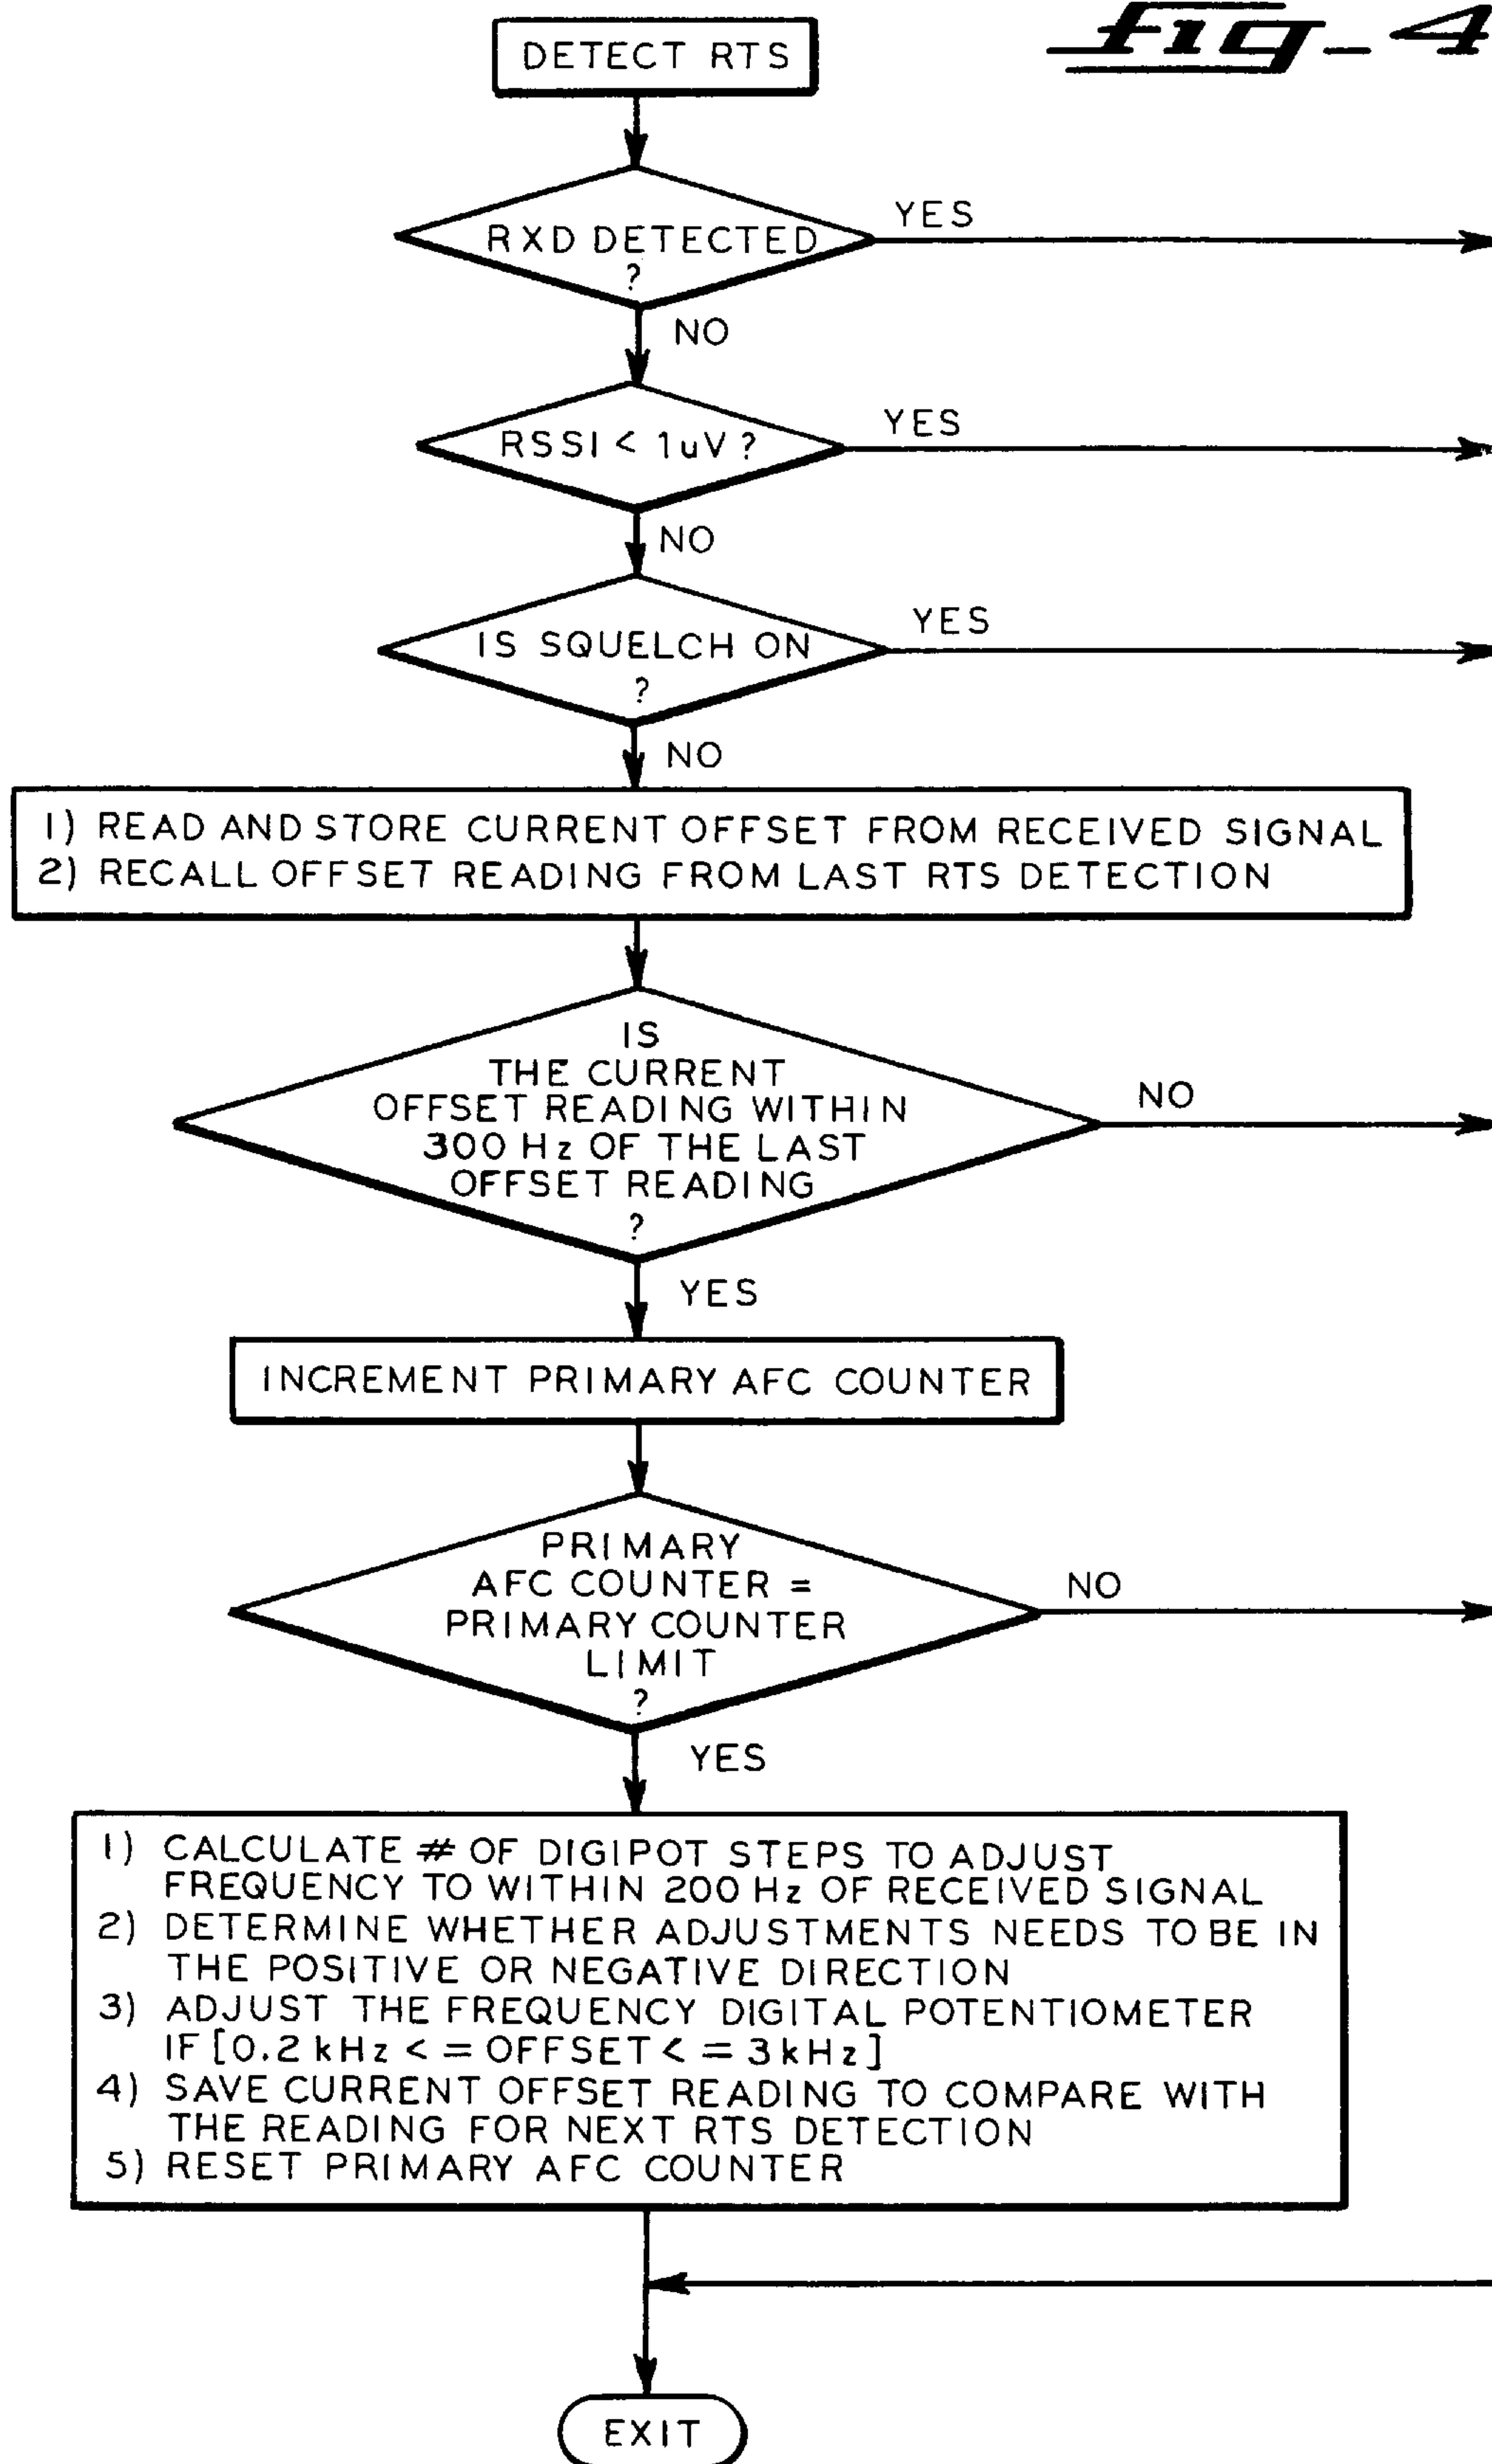 fig_4
DETECT RTS
RXD DETECTED
?
YES
NO
RSSI < 1uV ?
YES
NO
IS SQUELCH ON
?
YES
NO
1) READ AND STORE CURRENT OFFSET FROM RECEIVED SIGNAL
2) RECALL OFFSET READING FROM LAST RTS DETECTION
IS
THE CURRENT
OFFSET READING WITHIN
300 Hz OF THE LAST
OFFSET READING
?
NO
YES
INCREMENT PRIMARY AFC COUNTER
PRIMARY
AFC COUNTER =
PRIMARY COUNTER
LIMIT
?
NO
YES
1) CALCULATE # OF DIGIPOT STEPS TO ADJUST
FREQUENCY TO WITHIN 200 Hz OF RECEIVED SIGNAL
2) DETERMINE WHETHER ADJUSTMENTS NEEDS TO BE IN
THE POSITIVE OR NEGATIVE DIRECTION
3) ADJUST THE FREQUENCY DIGITAL POTENTIOMETER
IF [0.2 kHz < = OFFSET < = 3 kHz]
4) SAVE CURRENT OFFSET READING TO COMPARE WITH
THE READING FOR NEXT RTS DETECTION
5) RESET PRIMARY AFC COUNTER
EXIT